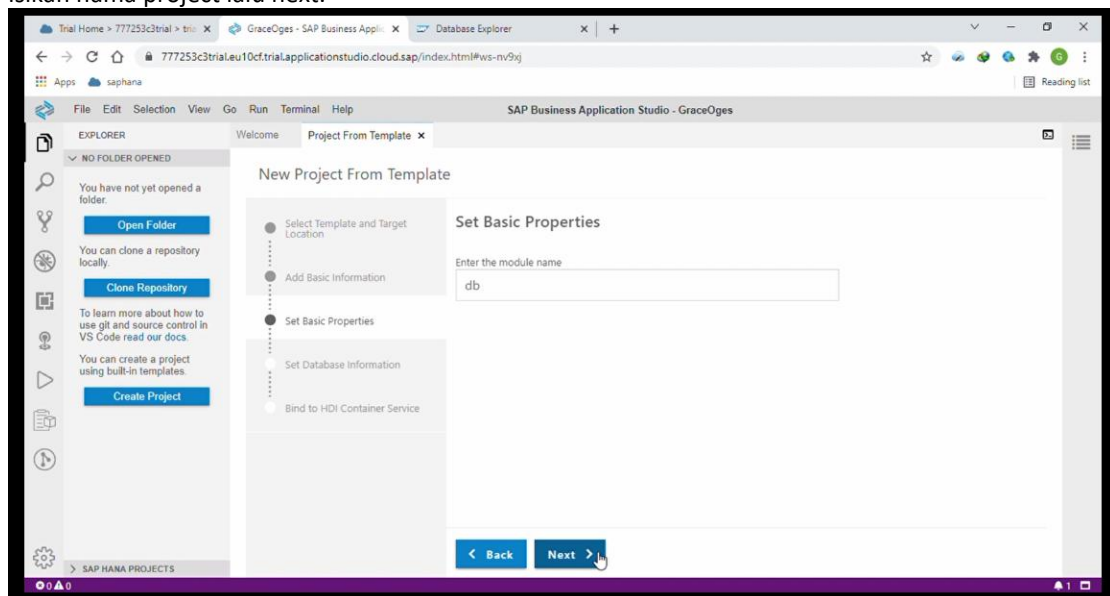 isikan nama project lalu next.
Trial Home > 777253c3trial > tria
GraceOges - SAP Business Applic
Database Explorer
777253c3trial.eu10cf.trial.applicationstudio.cloud.sap/index.html#ws-nv9xj
G
Apps
saphana
Reading list
File Edit Selection View Go Run Terminal Help
SAP Business Application Studio - GraceOges
EXPLORER
Welcome
Project From Template
NO FOLDER OPENED
New Project From Template
You have not yet opened a
folder.
Open Folder
You can clone a repository
locally.
Clone Repository
To learn more about how to
use git and source control in
VS Code read our docs.
You can create a project
using built-in templates.
Create Project
SAP HANA PROJECTS
Select Template and Target
Location
Add Basic Information
Set Basic Properties
Set Database Information
Bind to HDI Container Service
Set Basic Properties
Enter the module name
db
< Back
Next >
0 0
1